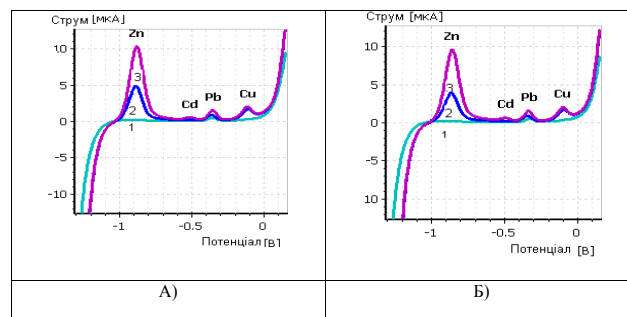 Струм [мкА]
Zn
10
5
3
Cd
Pb
Cu
2
0
1
-5
-10
-1
-0.5
0
Потенціал[В]
А)
Струм [мкА]
Zn
10
5
3
Cd
Pb
Cu
2
0
1
5
10
-1
-0.5
0
Потенціал [В]
Б)